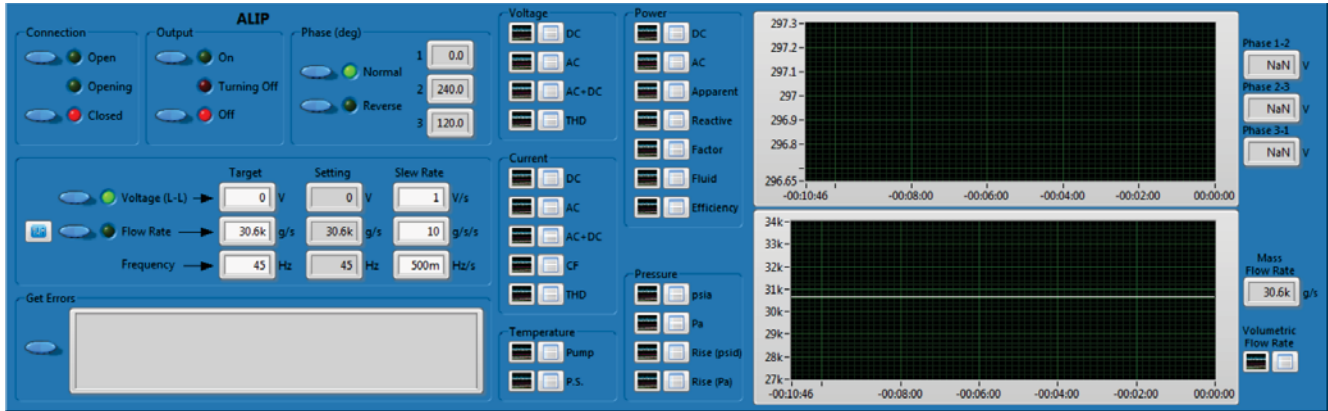 ALIP
Connection
Open
Opening
Closed
Output
On
Turning Off
Off
Phase (deg)
Normal
Reverse
1 0.0
2 240.0
3 120.0
Target Setting Slew Rate
Voltage (L-L) 0 V 0 V 1 V/s
Flow Rate 30.6k g/s 30.6k g/s 10 g/s/s
Frequency 45 Hz 45 Hz 500m Hz/s
Get Errors
Voltage
DC
AC
AC+DC
THD
Current
DC
AC
AC+DC
CF
THD
Temperature
Pump
P.S.
Power
DC
AC
Apparent
Reactive
Factor
Fluid
Efficiency
Pressure
psia
Pa
Rise (psid)
Rise (Pa)
297.3
297.2
297.1
297
296.9
296.8
296.65
-00:10:46 -00:08:00 -00:06:00 -00:04:00 -00:02:00 00:00:00
Phase 1-2
NaN V
Phase 2-3
NaN V
Phase 3-1
NaN V
34k
33k
32k
31k
30k
29k
28k
27k
-00:10:46 -00:08:00 -00:06:00 -00:04:00 -00:02:00 00:00:00
Mass
Flow Rate
30.6k g/s
Volumetric
Flow Rate